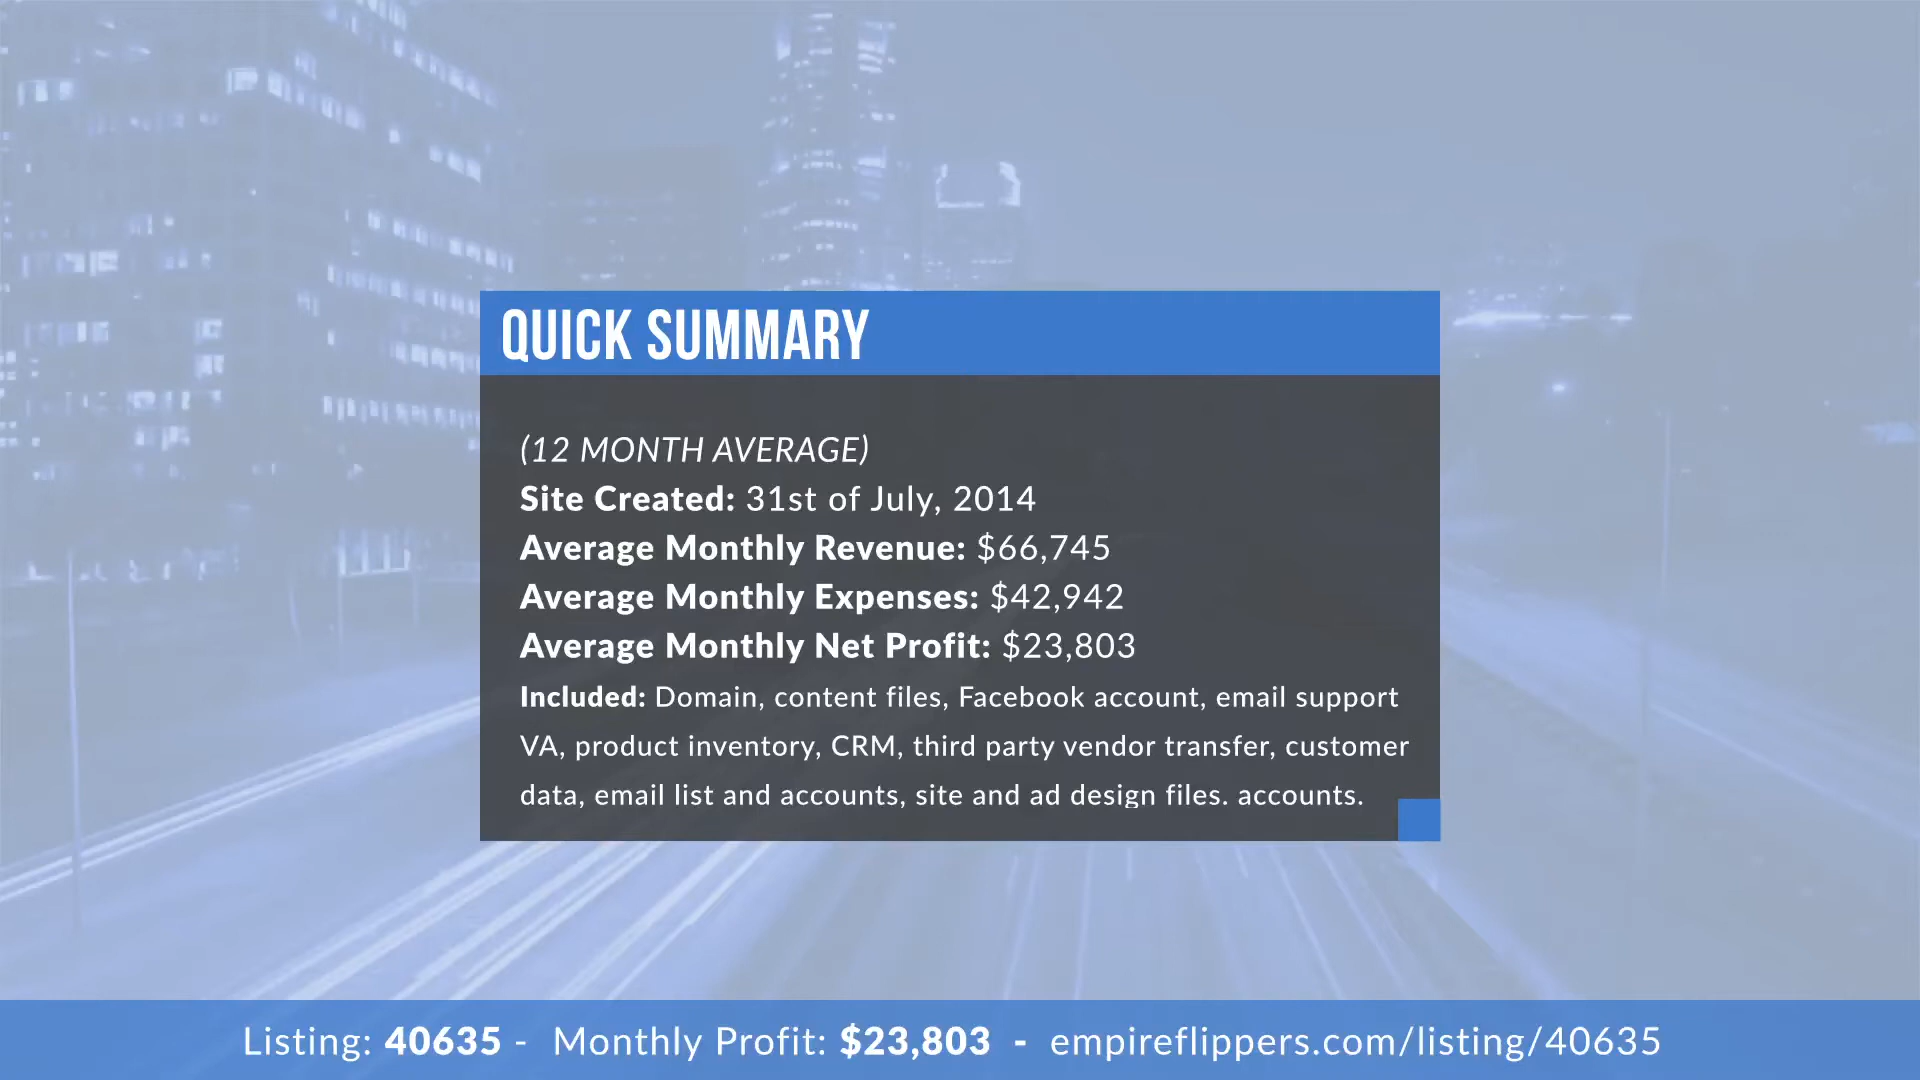 QUICK SUMMARY
(12 MONTH AVERAGE)
Site Created: 31st of July, 2014
Average Monthly Revenue: $66,745
Average Monthly Expenses: $42,942
Average Monthly Net Profit: $23,803
Included: Domain, content files, Facebook account, email support
VA, product inventory, CRM, third party vendor transfer, customer
data, email list and accounts, site and ad design files. accounts.
Listing: 40635 - Monthly Profit: $23,803 - empireflippers.com/listing/40635